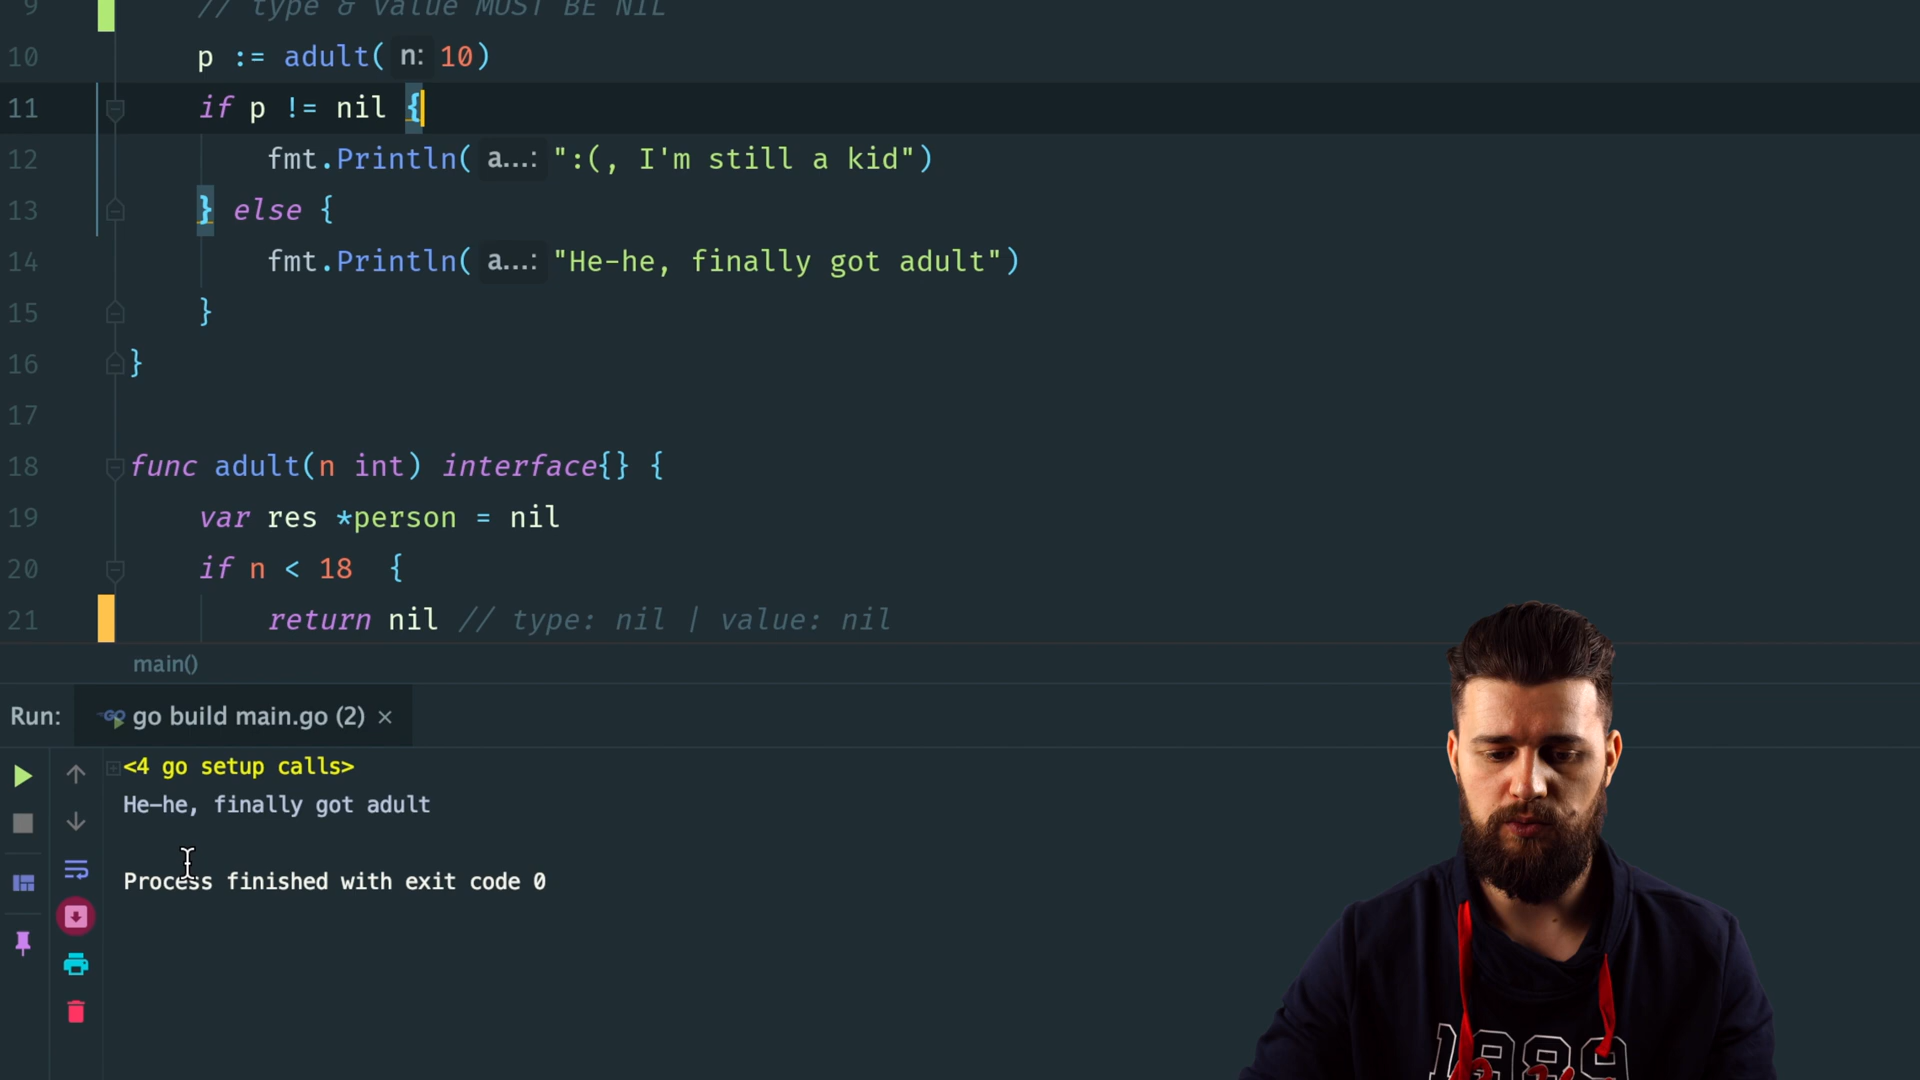 9 // type & value MUST BE NIL
10 p := adult( n: 10)
11 if p != nil {
12 fmt.Println( a...: ":(, I'm still a kid")
13 } else {
14 fmt.Println( a...: "He-he, finally got adult")
15 }
16 }
17
18 func adult(n int) interface{} {
19 var res *person = nil
20 if n < 18 {
21 return nil // type: nil | value: nil
main()
Run: go build main.go (2) ×
<4 go setup calls>
He-he, finally got adult
Process finished with exit code 0
1989